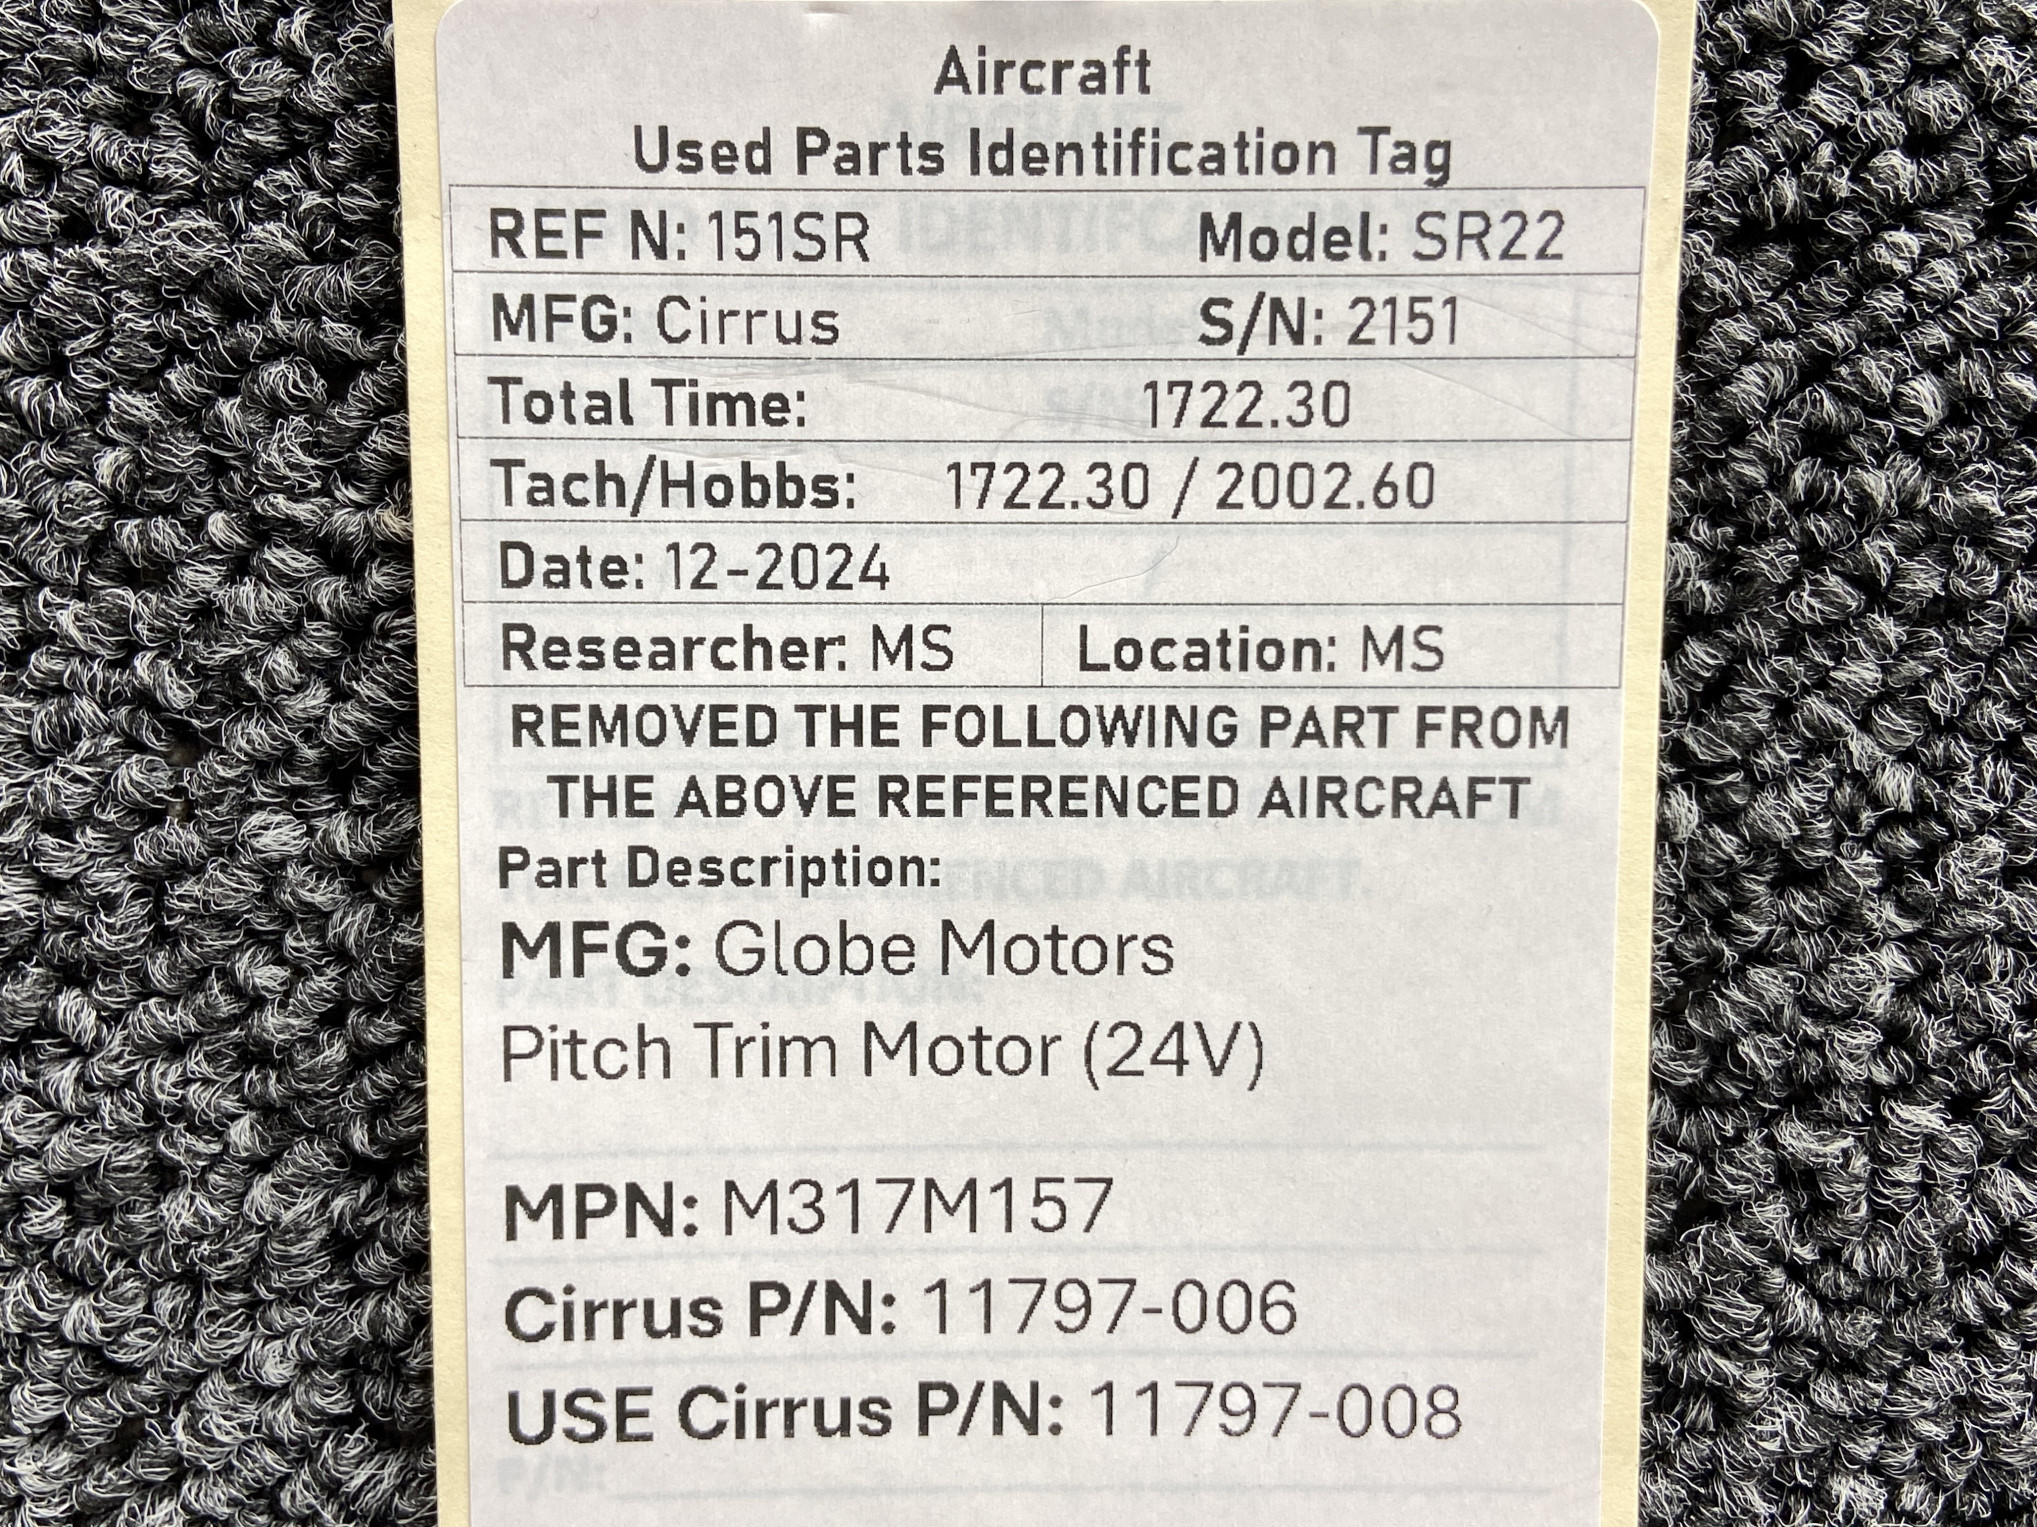 Aircraft
Used Parts Identification Tag
REF N: 151SR Model: SR22
MFG: Cirrus S/N: 2151
Total Time: 1722.30
Tach/Hobbs: 1722.30 / 2002.60
Date: 12-2024
Researcher: MS Location: MS
REMOVED THE FOLLOWING PART FROM
THE ABOVE REFERENCED AIRCRAFT
Part Description:
MFG: Globe Motors
Pitch Trim Motor (24V)
MPN: M317M157
Cirrus P/N: 11797-006
USE Cirrus P/N: 11797-008